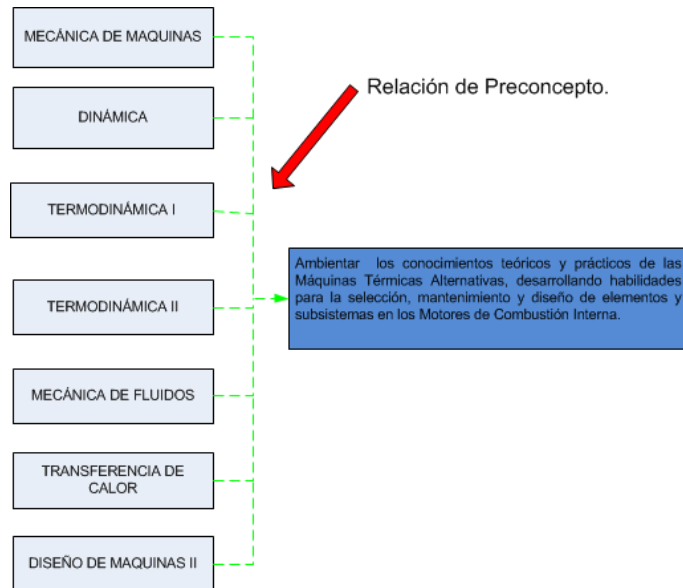 MECÁNICA DE MAQUINAS
Relación de Preconcepto.
DINÁMICA
TERMODINÁMICA I
Ambientar los conocimientos teóricos y prácticos de las
Máquinas Térmicas Alternativas, desarrollando habilidades
para la selección, mantenimiento y diseño de elementos y
subsistemas en los Motores de Combustión Interna.
TERMODINÁMICA II
MECÁNICA DE FLUIDOS
TRANSFERENCIA DE
CALOR
DISEÑO DE MAQUINAS II